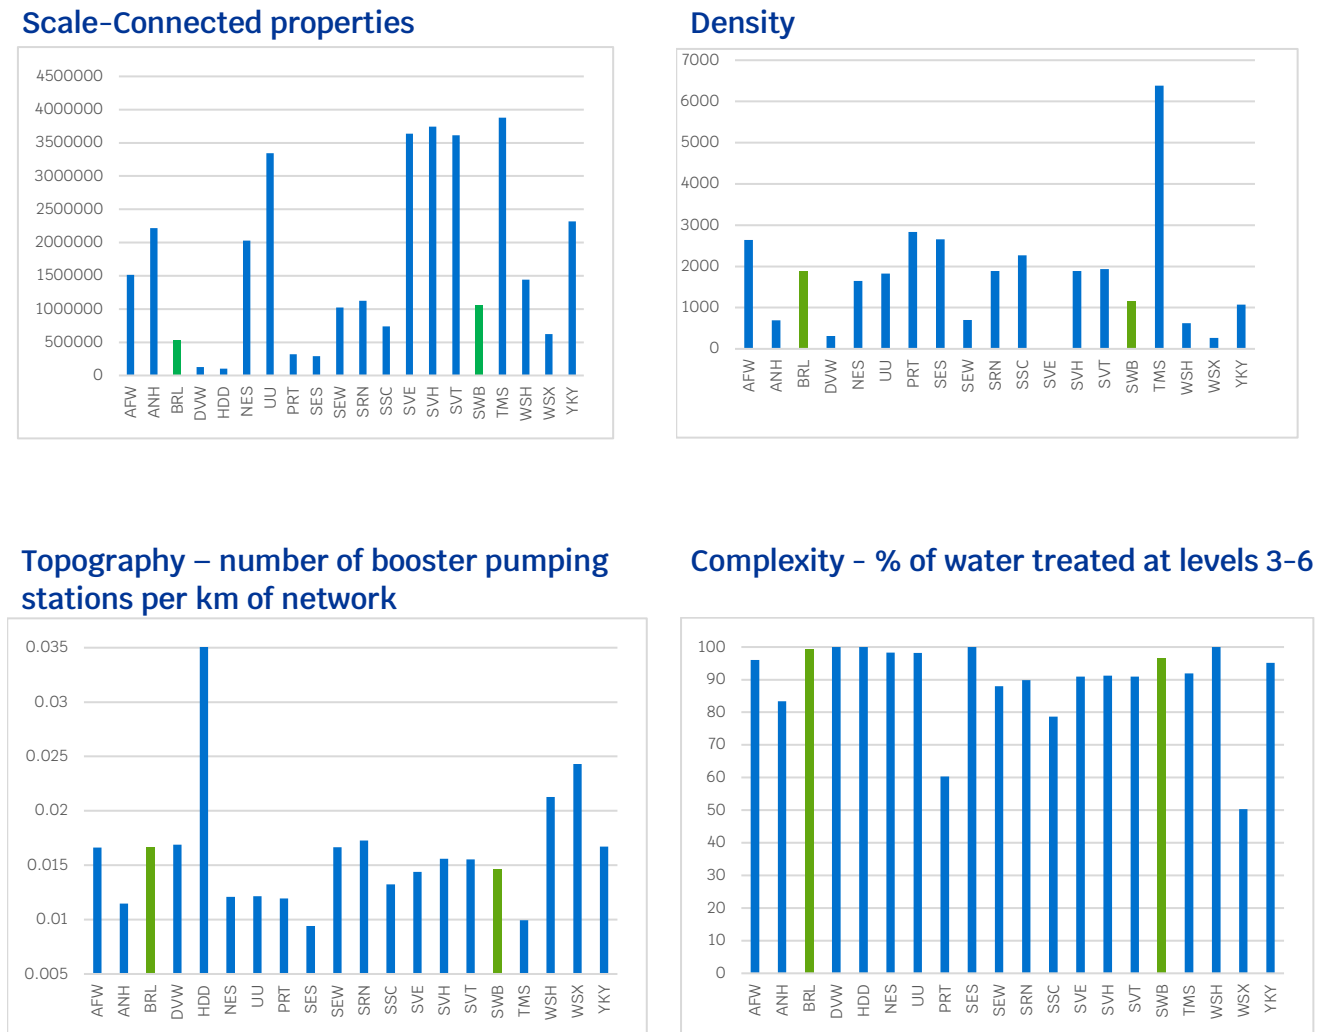 Scale-Connected properties
4500000
4000000
3500000
3000000
2500000
2000000
1500000
1000000
500000
0
AFW
ANH
BRL
DVW
HDD
NES
UU
PRT
SES
SEW
SRN
SSC
SVE
SVH
SVT
SWB
TMS
WSH
WSX
YKY
Density
7000
6000
5000
4000
3000
2000
1000
0
AFW
ANH
BRL
DVW
NES
UU
PRT
SES
SEW
SRN
SSC
SVE
SVH
SVT
SWB
TMS
WSH
WSX
YKY
Topography – number of booster pumping
stations per km of network
0.035
0.03
0.025
0.02
0.015
0.01
0.005
AFW
ANH
BRL
DVW
HDD
NES
UU
PRT
SES
SEW
SRN
SSC
SVE
SVH
SVT
SWB
TMS
WSH
WSX
YKY
Complexity - % of water treated at levels 3-6
100
90
80
70
60
50
40
30
20
10
0
AFW
ANH
BRL
DVW
HDD
NES
UU
PRT
SES
SEW
SRN
SSC
SVE
SVH
SVT
SWB
TMS
WSH
WSX
YKY